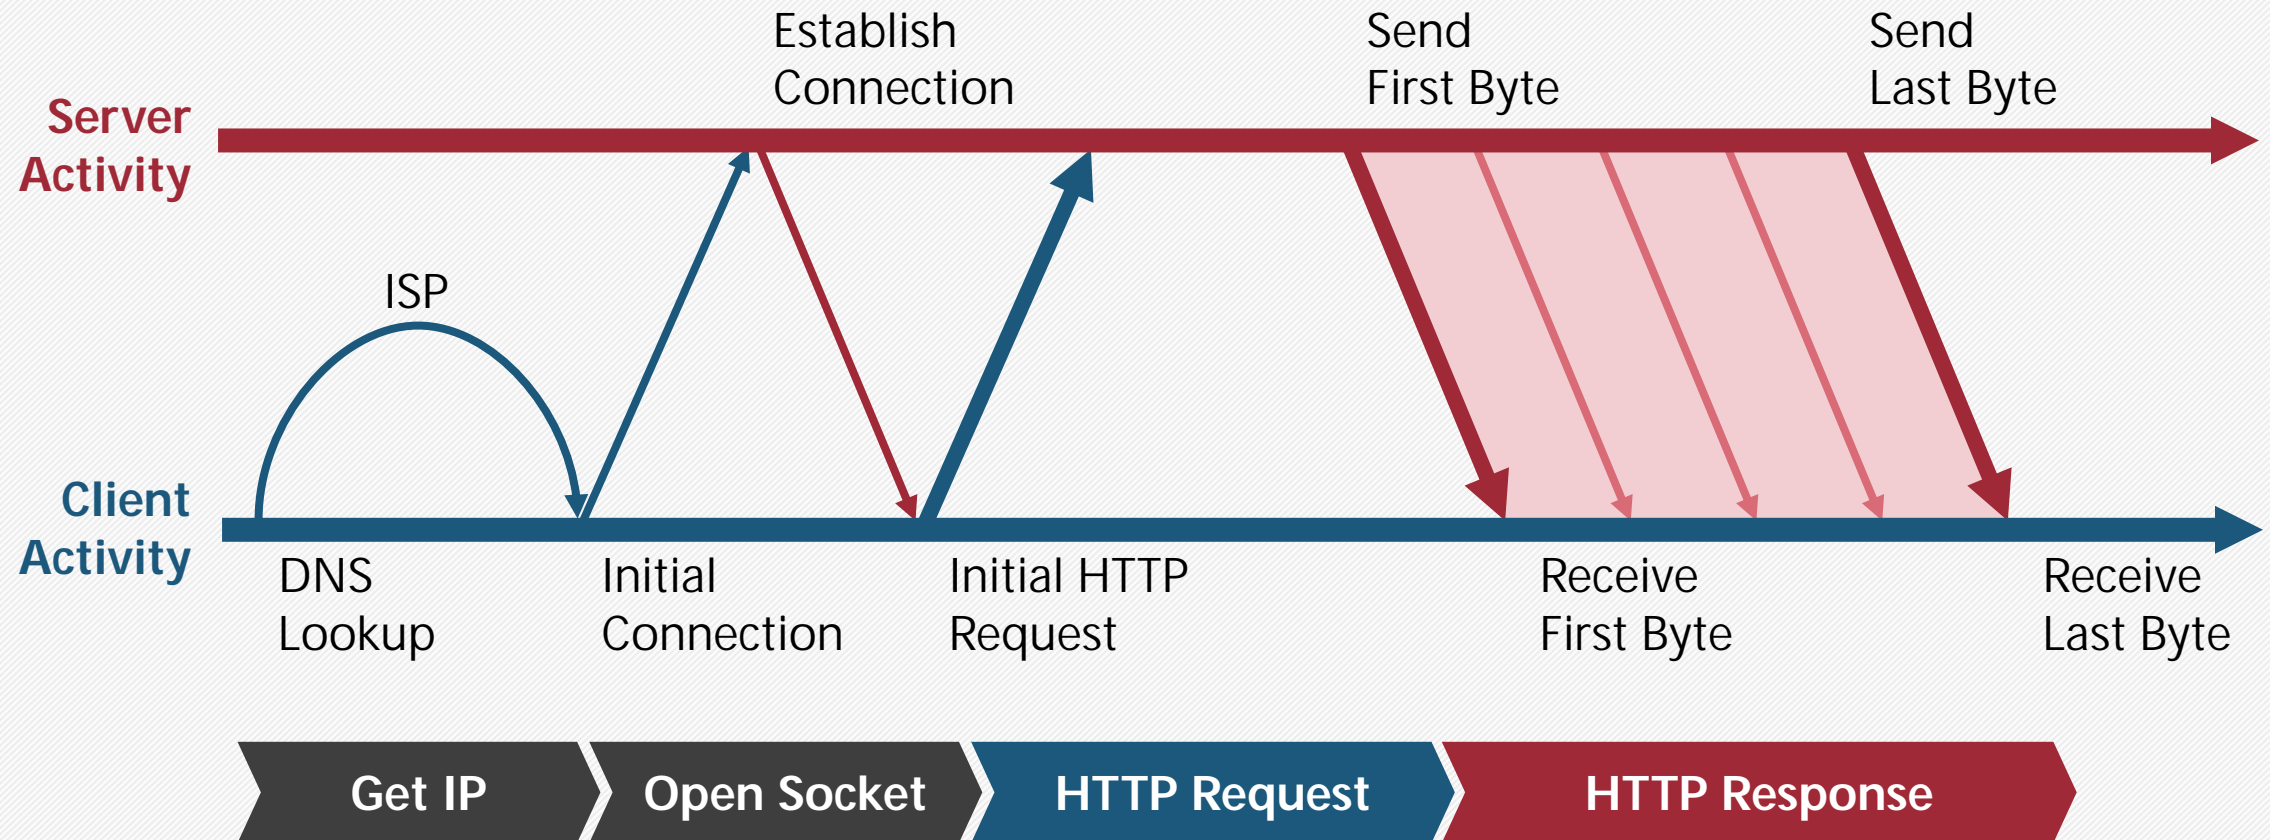 Establish
Connection
Send
First Byte
Send
Last Byte
Server
Activity
ISP
Client
Activity
DNS
Lookup
Initial
Connection
Initial HTTP
Request
Receive
First Byte
Receive
Last Byte
Get IP
Open Socket
HTTP Request
HTTP Response